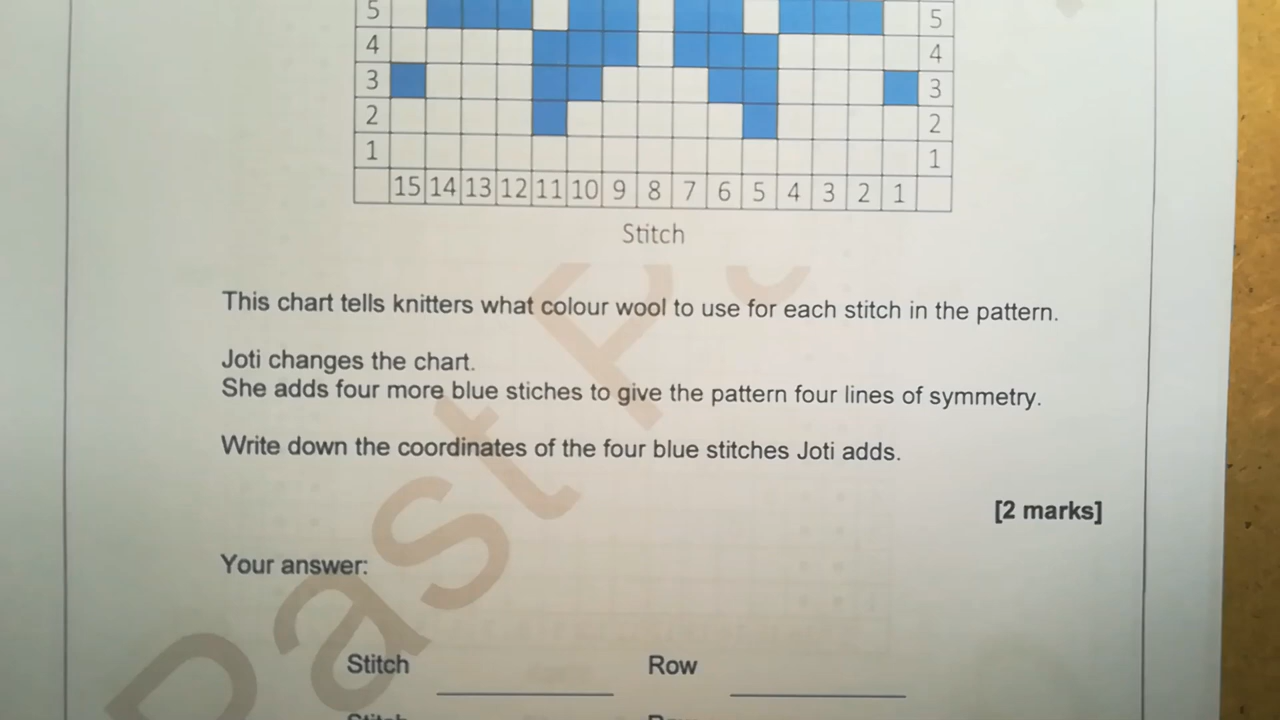 5 5
4 4
3 3
2 2
1 1
15 14 13 12 11 10 9 8 7 6 5 4 3 2 1
Stitch
This chart tells knitters what colour wool to use for each stitch in the pattern.
Joti changes the chart.
She adds four more blue stiches to give the pattern four lines of symmetry.
Write down the coordinates of the four blue stitches Joti adds.
[2 marks]
Your answer:
Stitch Row
Past